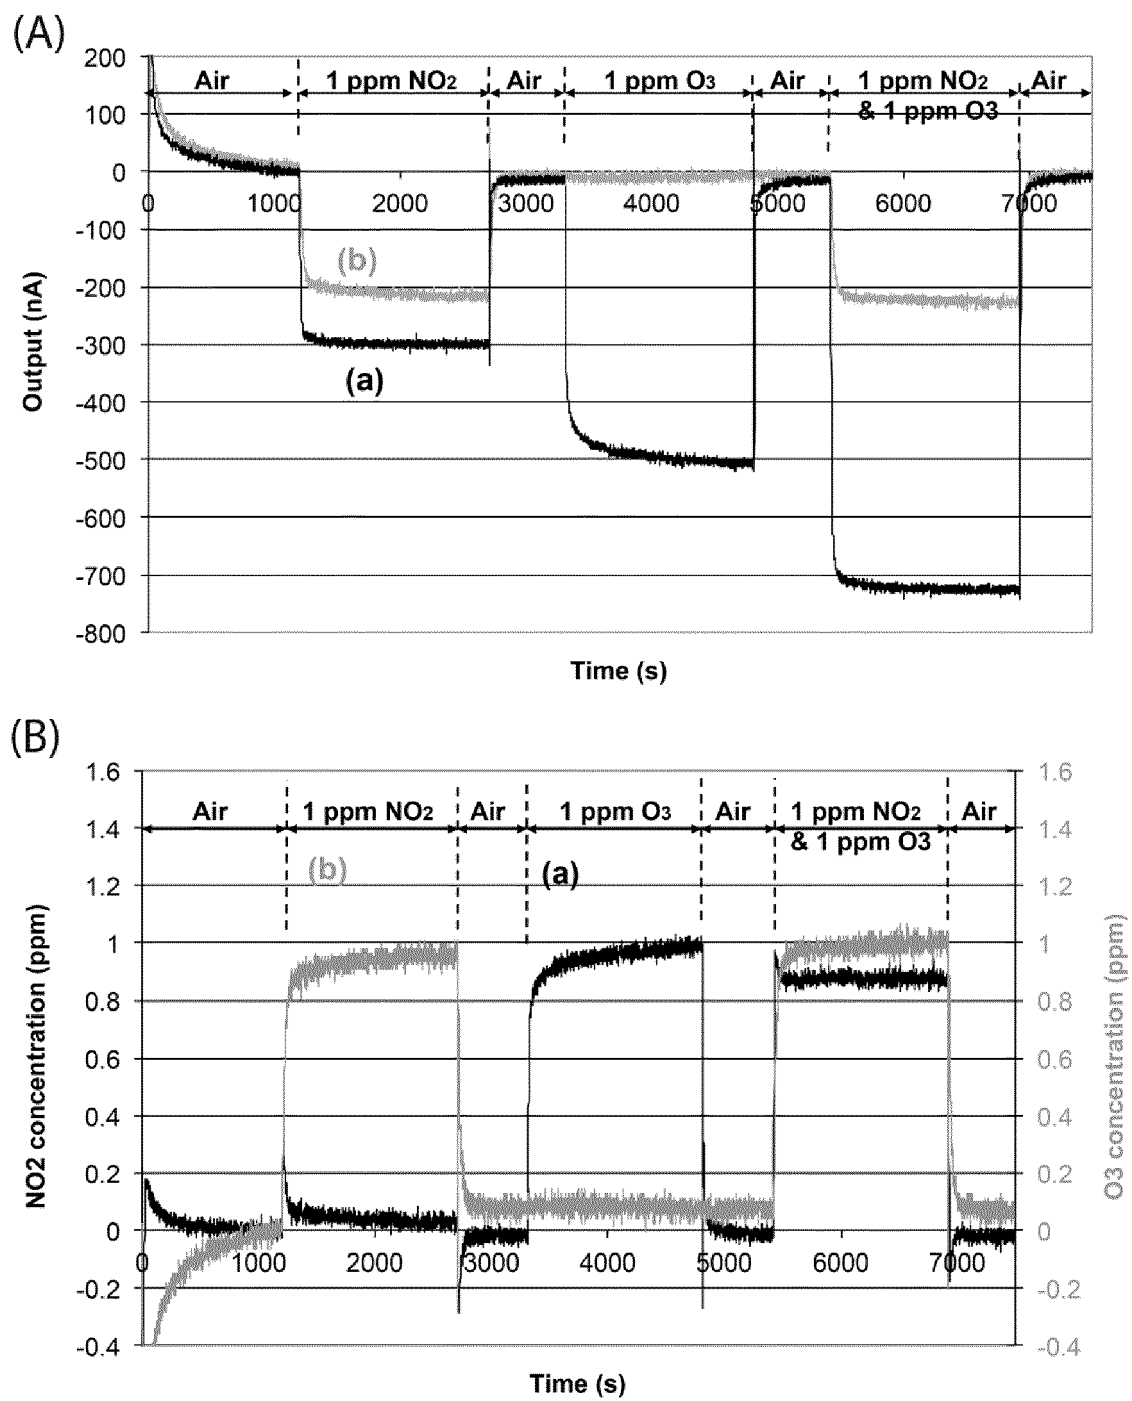 (A)
200
Air
1 ppm NO2
Air
1 ppm O3
Air
1 ppm NO2
Air
100
& 1 ppm O3
0
0
1000
2000
3000
4000
5000
6000
7000
-100
(b)
-200
-300
(a)
-400
-500
-600
-700
-800
Output (nA)
Time (s)
(B)
1.6
1.6
Air
1 ppm NO2
Air
1 ppm O3
Air
1 ppm NO2
Air
1.4
1.4
& 1 ppm O3
(b)
(a)
1.2
1.2
1
1
0.8
0.8
0.6
0.6
0.4
0.4
0.2
0.2
0
0
0
1000
2000
3000
4000
5000
6000
7000
-0.2
-0.2
-0.4
-0.4
NO2 concentration (ppm)
O3 concentration (ppm)
Time (s)